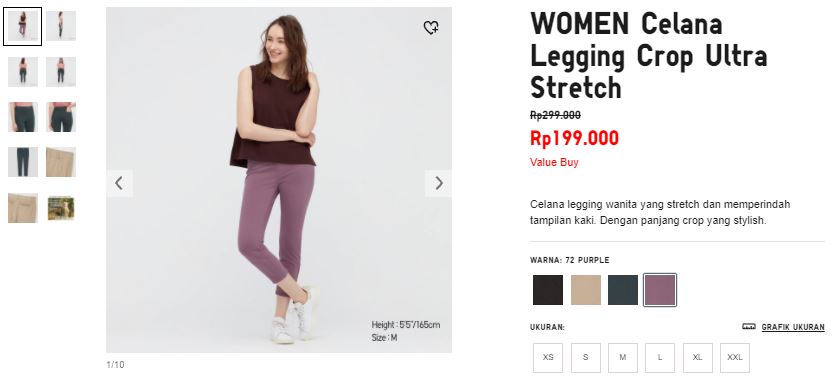 WOMEN Celana
Legging Crop Ultra
Stretch
Rp299.000
Rp199.000
Value Buy
Celana legging wanita yang stretch dan memperindah
tampilan kaki. Dengan panjang crop yang stylish.
WARNA: 72 PURPLE
UKURAN:
GRAFIK UKURAN
XS
S
M
L
XL
XXL
Height : 5'5"/165cm
Size : M
1/10